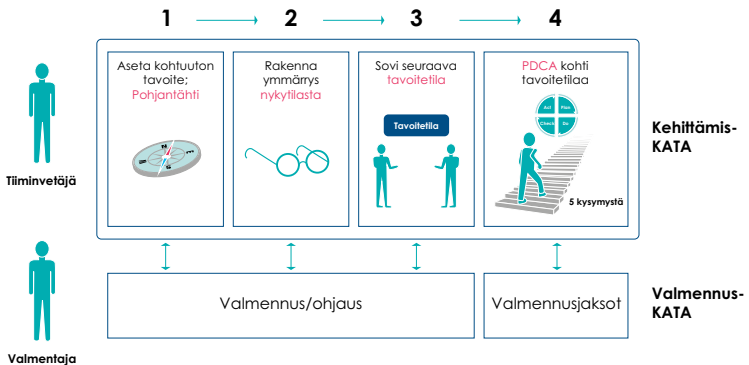 1
2
3
4
Aseta kohtuuton
tavoite;
Pohjantähti
Rakenna
ymmärrys
nykytilasta
Sovi seuraava
tavoitetila
PDCA kohti
tavoitetilaa
N
E
S
W
Tavoitetila
Act
Plan
Check
Do
5 kysymystä
Tiiminvetäjä
Kehittämis-
KATA
Valmennus/ohjaus
Valmennusjaksot
Valmennus-
KATA
Valmentaja